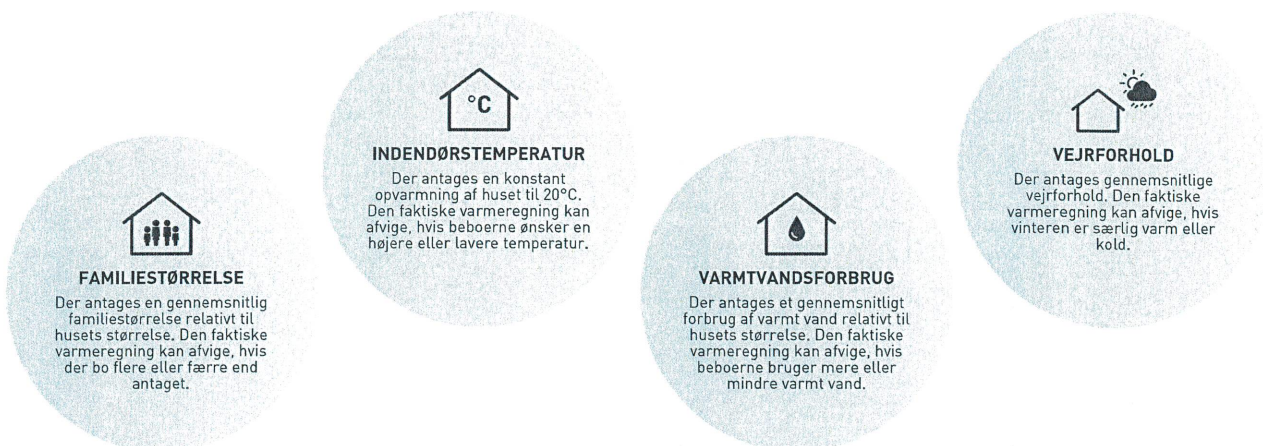 FAMILIESTØRRELSE
Der antages en gennemsnitlig
familiestørrelse relativt til
husets størrelse. Den faktiske
varmeregning kan afvige, hvis
der bo flere eller færre end
antaget.
°C
INDENDØRSTEMPERATUR
Der antages en konstant
opvarmning af huset til 20°C.
Den faktiske varmeregning kan
afvige, hvis beboerne ønsker en
højere eller lavere temperatur.
VARMTVANDSFORBRUG
Der antages et gennemsnitligt
forbrug af varmt vand relativt til
husets størrelse. Den faktiske
varmeregning kan afvige, hvis
beboerne bruger mere eller
mindre varmt vand.
VEJRFORHOLD
Der antages gennemsnitlige
vejrforhold. Den faktiske
varmeregning kan afvige, hvis
vinteren er særlig varm eller
kold.